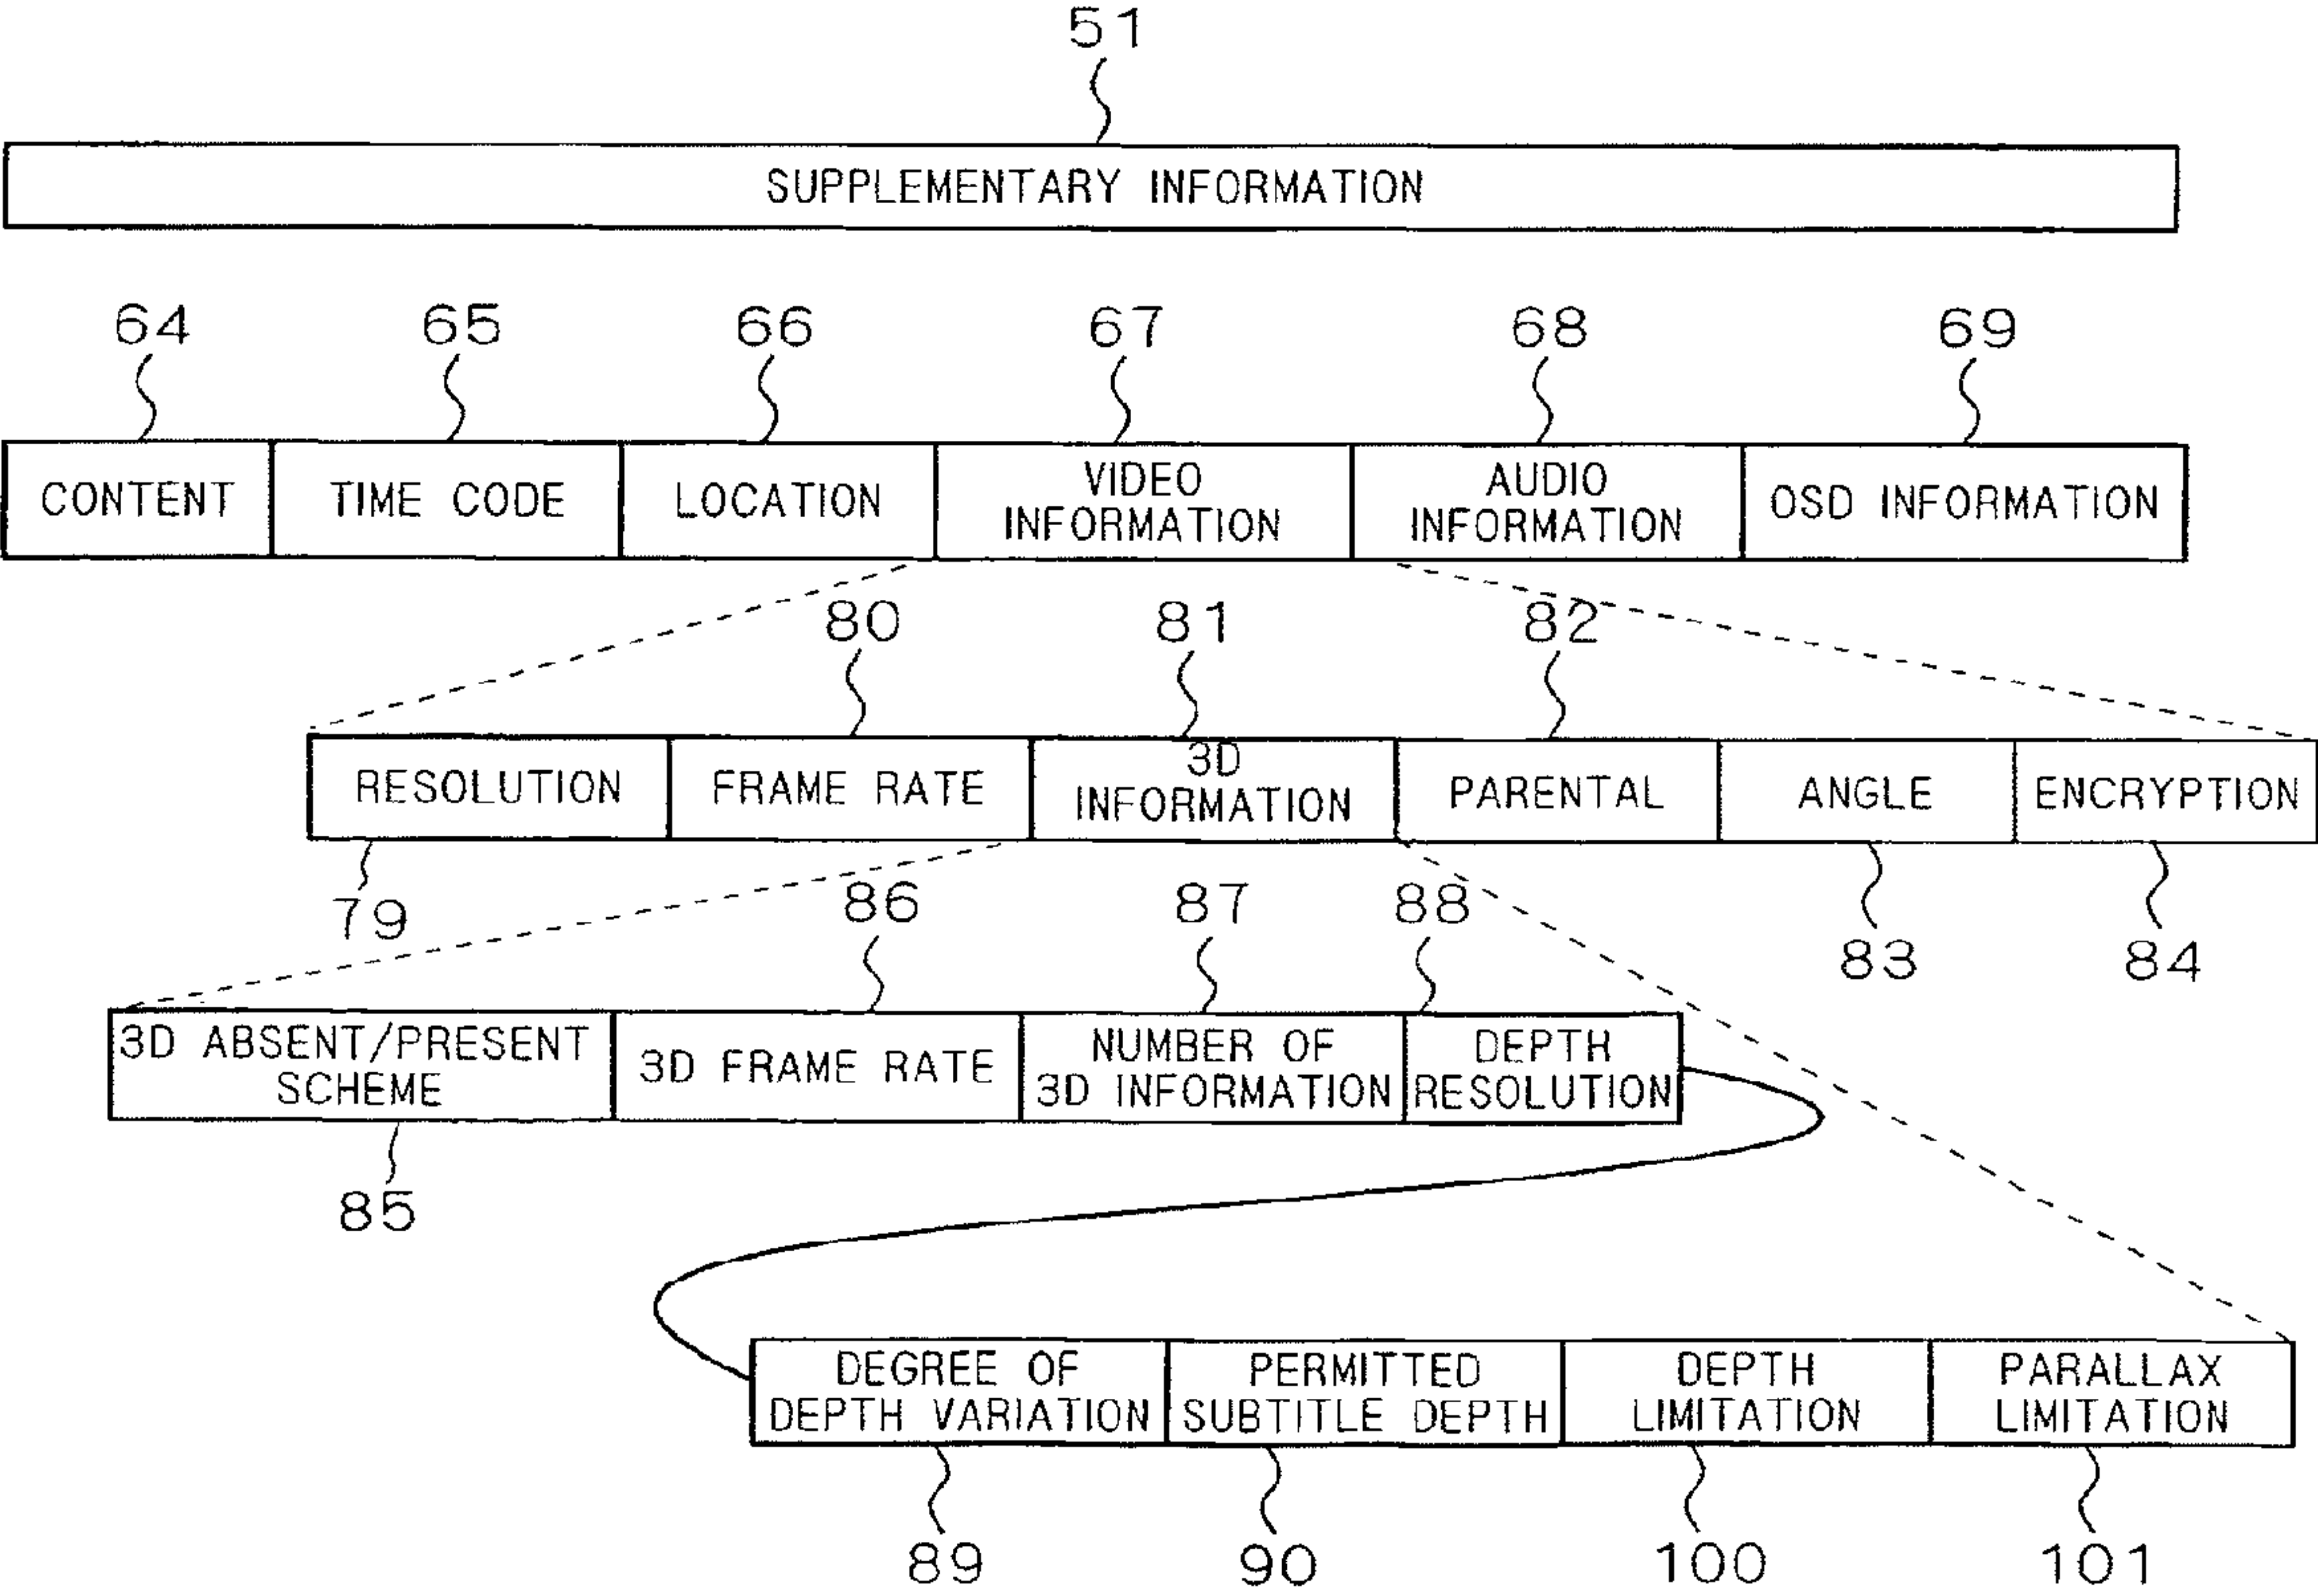 51
SUPPLEMENTARY INFORMATION
64 65 66 67 68 69
CONTENT
TIME CODE
LOCATION
VIDEO
INFORMATION
AUDIO
INFORMATION
OSD INFORMATION
80 81 82
RESOLUTION
FRAME RATE
3D
INFORMATION
PARENTAL
ANGLE
ENCRYPTION
79 86 87 88 83 84
3D ABSENT/PRESENT
SCHEME
3D FRAME RATE
NUMBER OF
3D INFORMATION
DEPTH
RESOLUTION
85
DEGREE OF
DEPTH VARIATION
PERMITTED
SUBTITLE DEPTH
DEPTH
LIMITATION
PARALLAX
LIMITATION
89 90 100 101